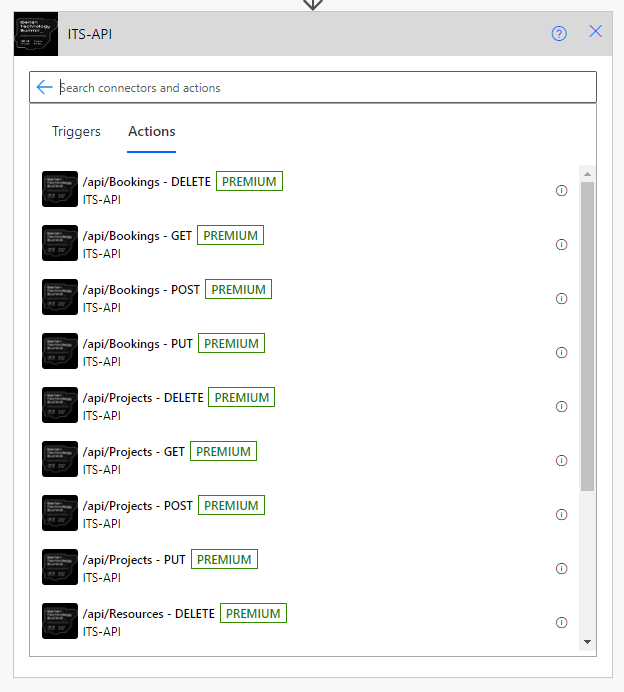 Iberian
Technology
Summit_
ITS-API
Search connectors and actions
Triggers
Actions
/api/Bookings - DELETE PREMIUM
ITS-API
/api/Bookings - GET PREMIUM
ITS-API
/api/Bookings - POST PREMIUM
ITS-API
/api/Bookings - PUT PREMIUM
ITS-API
/api/Projects - DELETE PREMIUM
ITS-API
/api/Projects - GET PREMIUM
ITS-API
/api/Projects - POST PREMIUM
ITS-API
/api/Projects - PUT PREMIUM
ITS-API
/api/Resources - DELETE PREMIUM
ITS-API